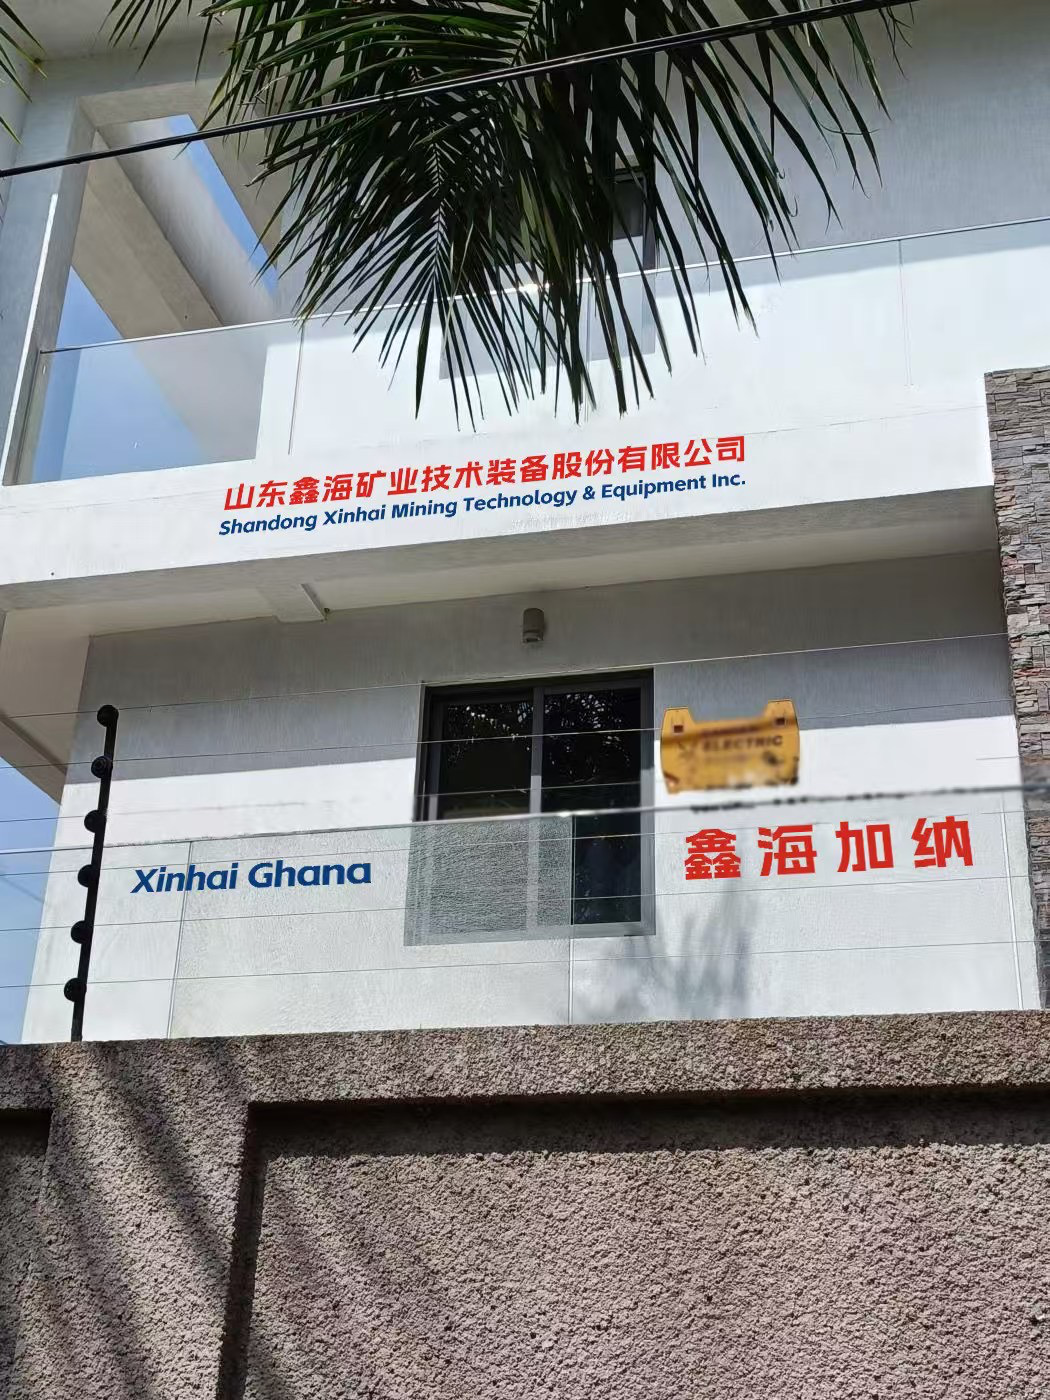 山东鑫海矿业技术装备股份有限公司
Shandong Xinhai Mining Technology & Equipment Inc.
ELECTRIC
Xinhai Ghana
鑫海加纳